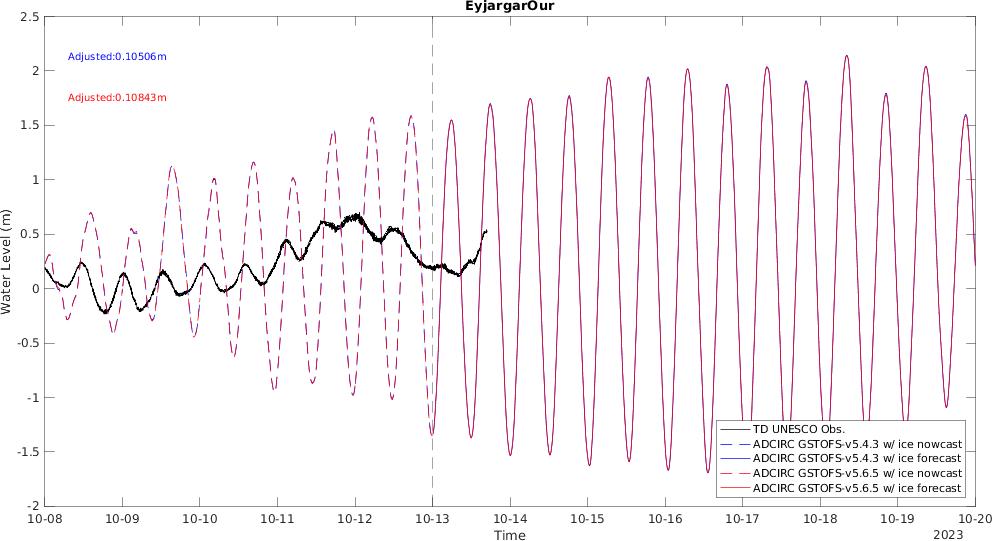 EyjargarOur
2.5
2
1.5
1
0.5
0
-0.5
-1
-1.5
-2
Water Level (m)
Adjusted:0.10506m
Adjusted:0.10843m
TD UNESCO Obs.
ADCIRC GSTOFS-v5.4.3 w/ ice nowcast
ADCIRC GSTOFS-v5.4.3 w/ ice forecast
ADCIRC GSTOFS-v5.6.5 w/ ice nowcast
ADCIRC GSTOFS-v5.6.5 w/ ice forecast
10-08 10-09 10-10 10-11 10-12 10-13 10-14 10-15 10-16 10-17 10-18 10-19 10-20
Time
2023